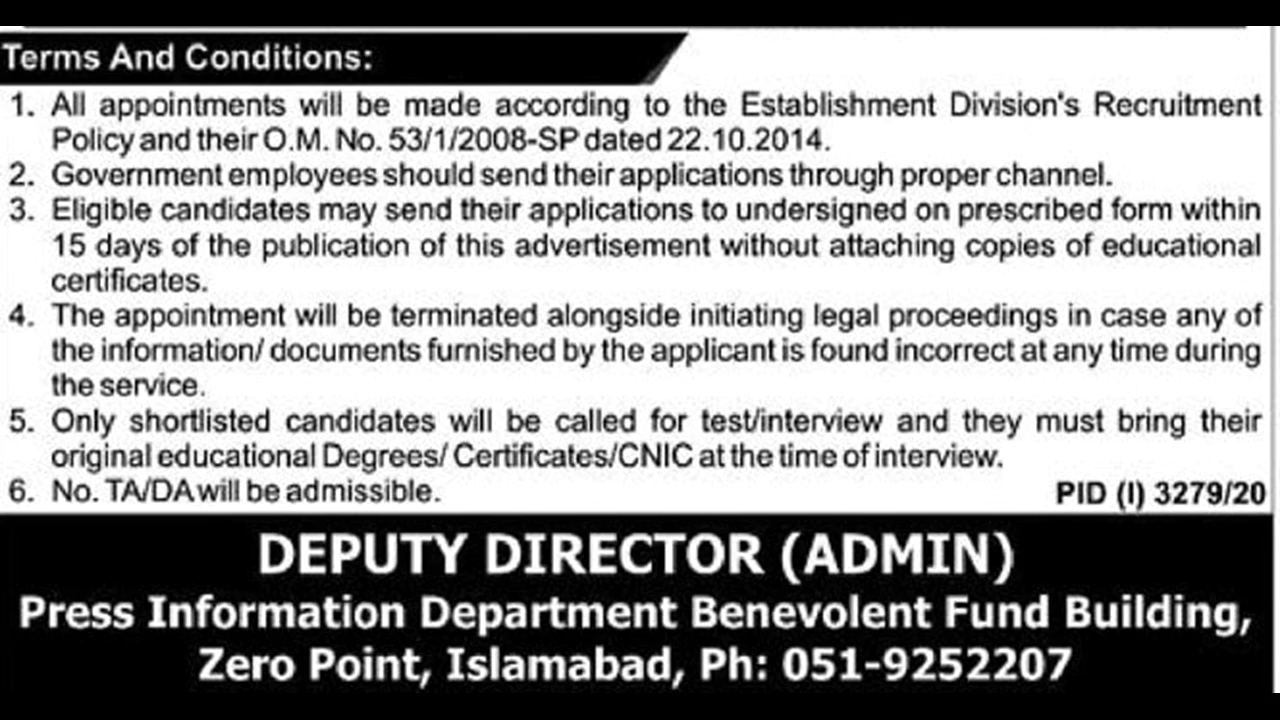 Terms And Conditions:
1. All appointments will be made according to the Establishment Division's Recruitment
Policy and their O.M. No. 53/1/2008-SP dated 22.10.2014.
2. Government employees should send their applications through proper channel.
3. Eligible candidates may send their applications to undersigned on prescribed form within
15 days of the publication of this advertisement without attaching copies of educational
certificates.
4. The appointment will be terminated alongside initiating legal proceedings in case any of
the information/ documents furnished by the applicant is found incorrect at any time during
the service.
5. Only shortlisted candidates will be called for test/interview and they must bring their
original educational Degrees/ Certificates/CNIC at the time of interview.
6. No. TA/DA will be admissible. PID (I) 3279/20
DEPUTY DIRECTOR (ADMIN)
Press Information Department Benevolent Fund Building,
Zero Point, Islamabad, Ph: 051-9252207